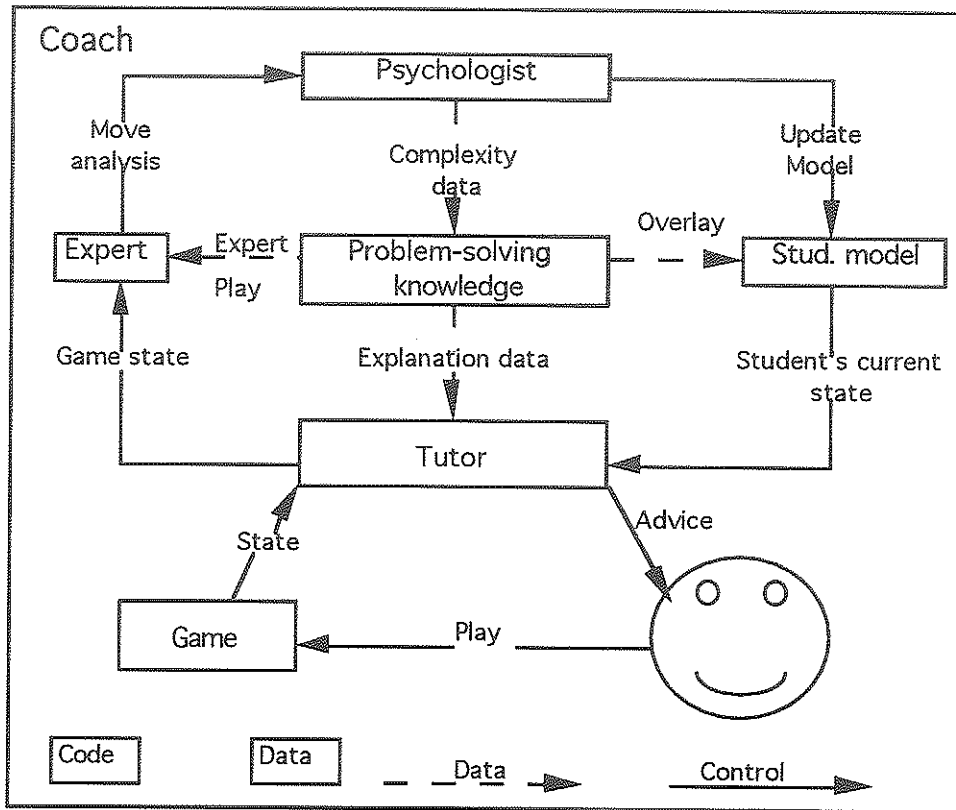 Coach
Psychologist
Move
analysis
Complexity
data
Update
Model
Overlay
Expert
Expert
Play
Problem-solving
knowledge
Stud. model
Game state
Explanation data
Student's current
state
Tutor
State
Advice
Game
Play
Code
Data
Data
Control